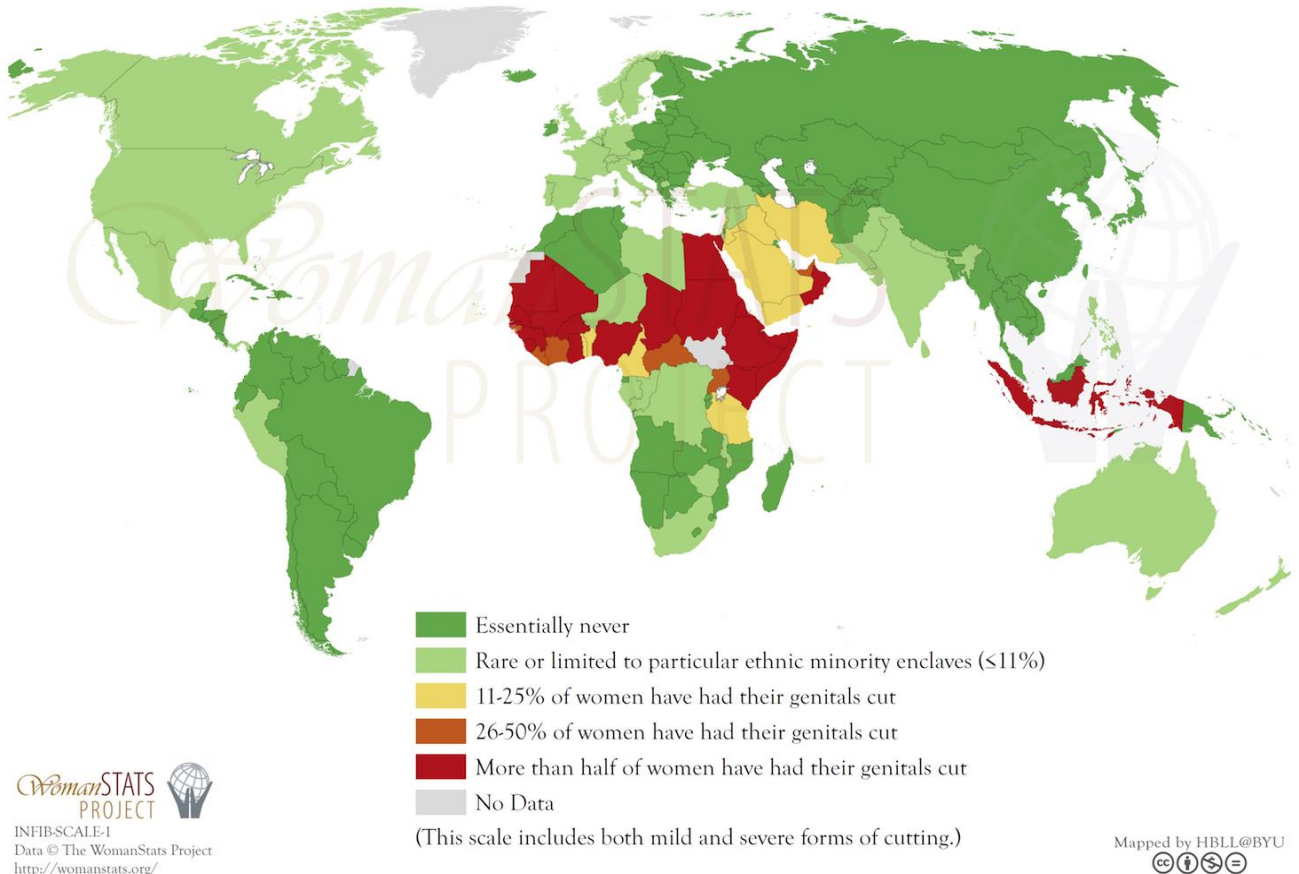 WomanSTATS
PROJECT
Essentially never
Rare or limited to particular ethnic minority enclaves (≤11%)
11-25% of women have had their genitals cut
26-50% of women have had their genitals cut
More than half of women have had their genitals cut
No Data
(This scale includes both mild and severe forms of cutting.)
WomanSTATS
PROJECT
INFIB-SCALE-1
Data © The WomanStats Project
http://womanstats.org/
Mapped by HBLL@BYU
cc